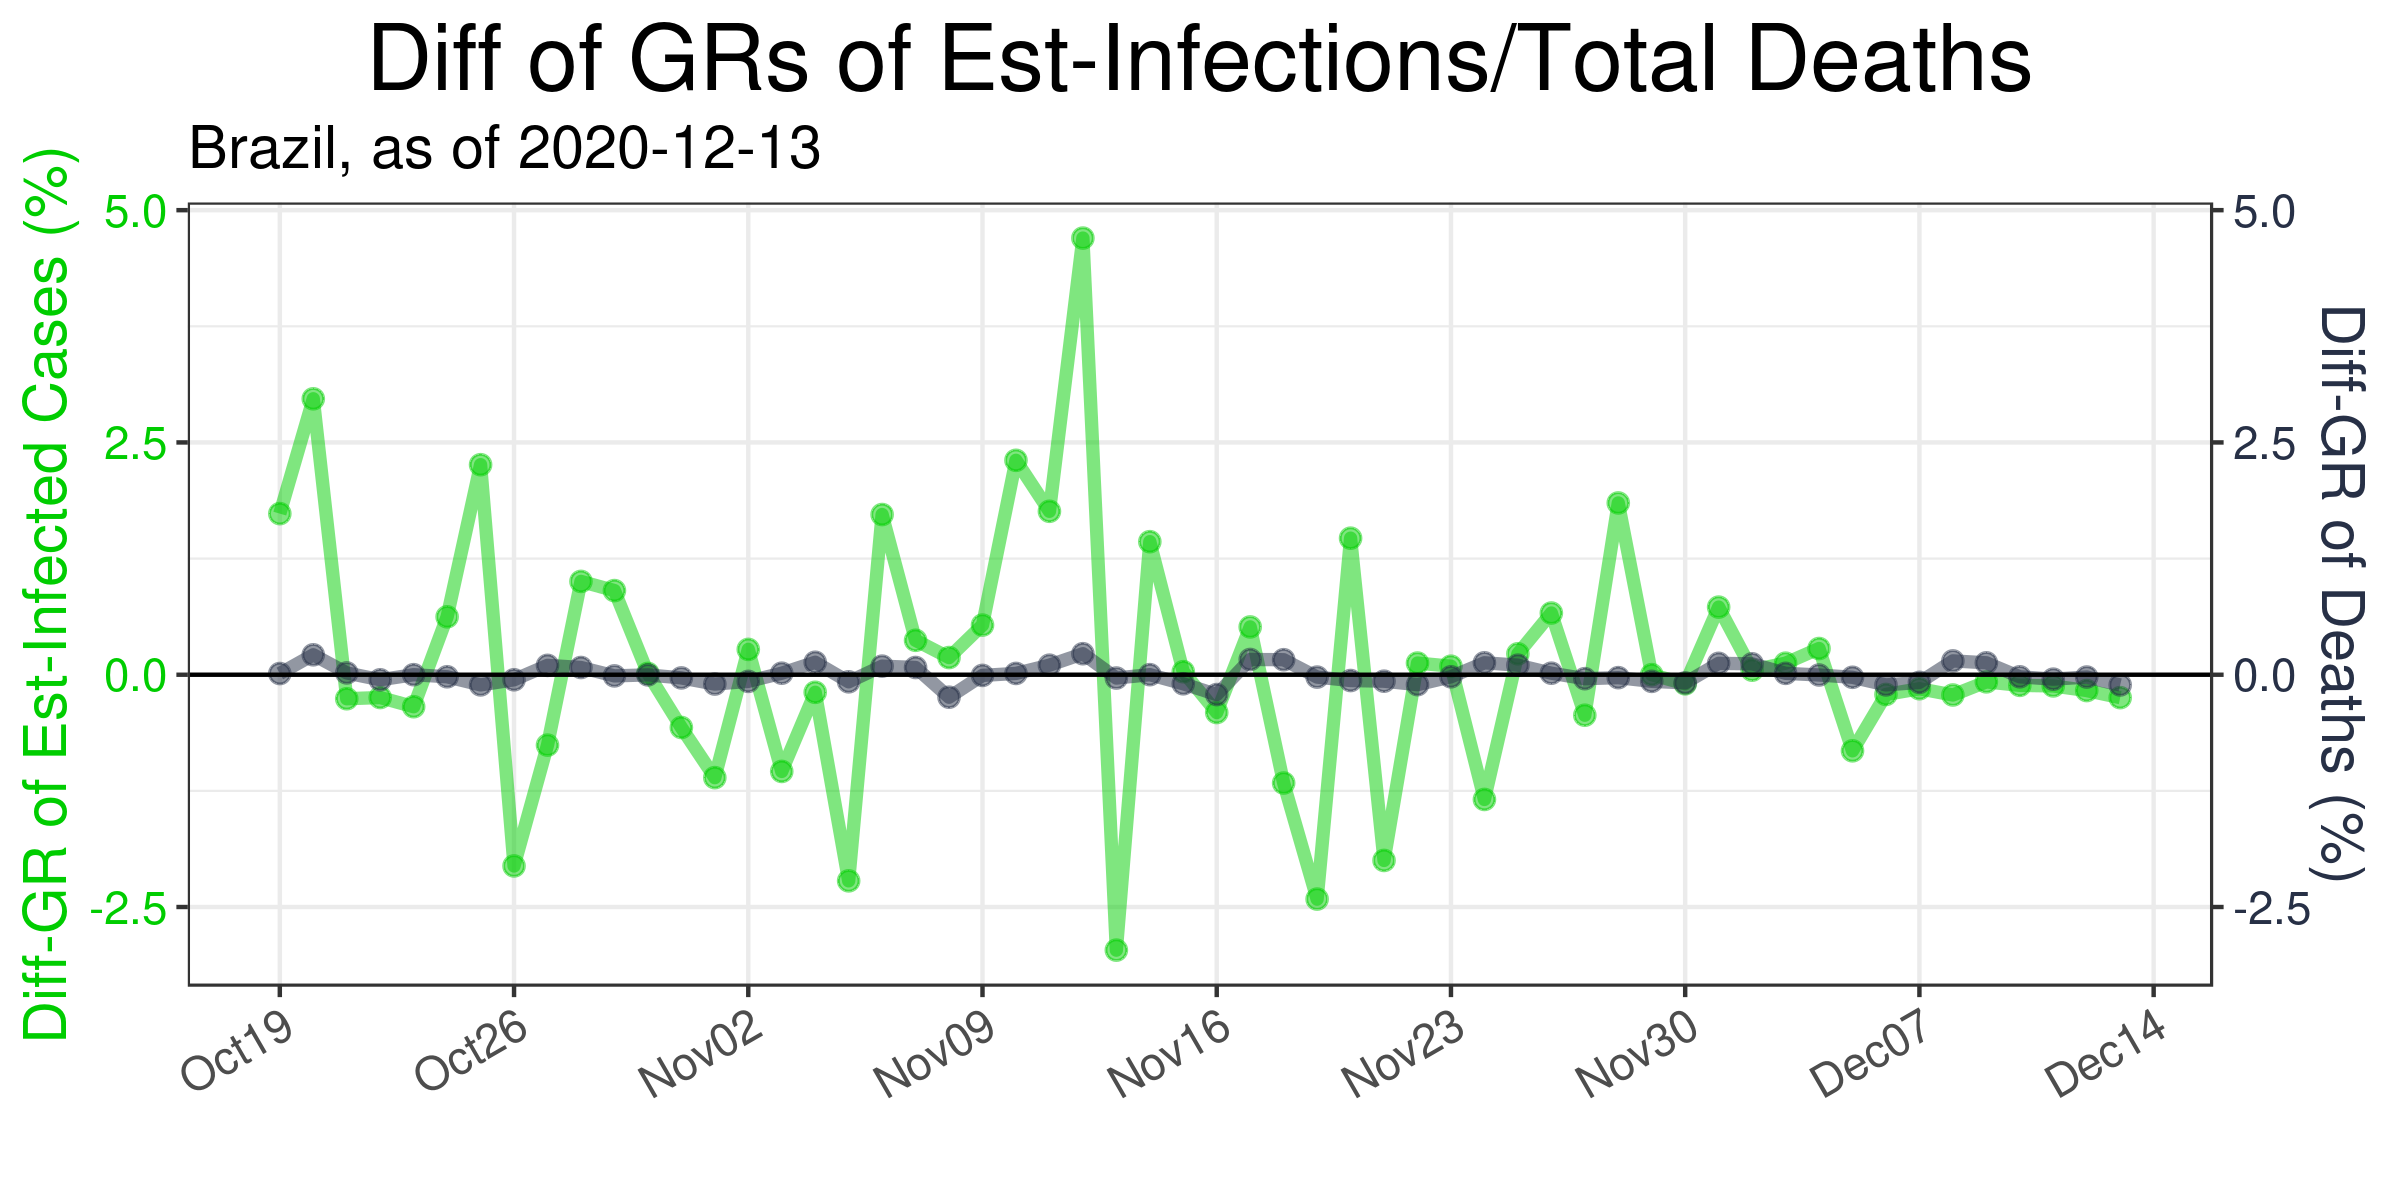 Diff of GRs of Est-Infections/Total Deaths
Brazil, as of 2020-12-13
Diff-GR of Est-Infected Cases (%)
5.0
2.5
0.0
-2.5
5.0
2.5
0.0
-2.5
Diff-GR of Deaths (%)
Oct19
Oct26
Nov02
Nov09
Nov16
Nov23
Nov30
Dec07
Dec14